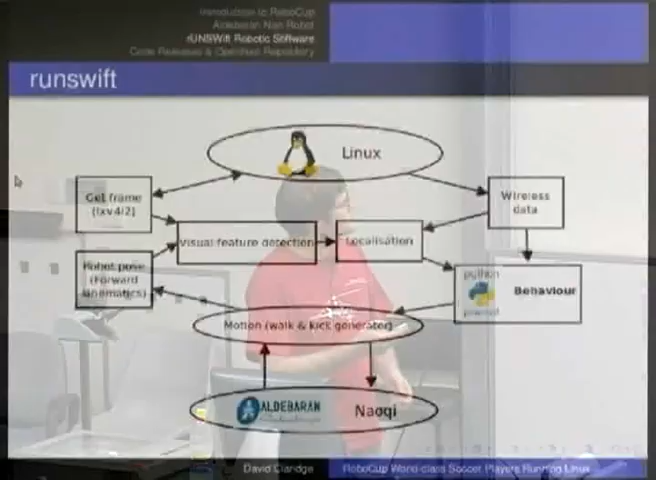 Introduction to RoboCup
Aldebaran Nao Robot
rUNSWift Robotic Software
Code Releases & OpenNao Repository
runswift
Linux
Get frame
(lxv4l2)
Wireless
data
Visual feature detection
Localisation
Robot pose
(Forward
kinematics)
python
powered
Behaviour
Motion (walk & kick generator)
ALDEBARAN
Naoqi
David Claridge
RoboCup World-class Soccer Players Running Linux